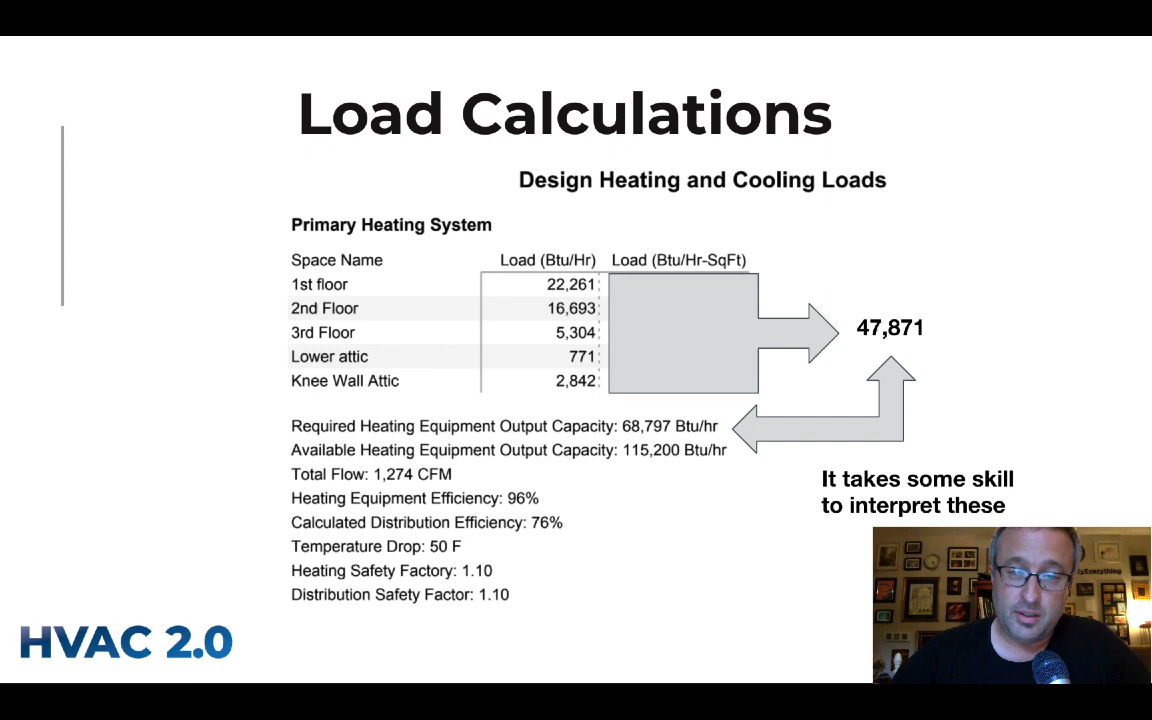 Load Calculations
Design Heating and Cooling Loads
Primary Heating System
Space Name Load (Btu/Hr) Load (Btu/Hr-SqFt)
1st floor 22,261
2nd Floor 16,693
3rd Floor 5,304
Lower attic 771
Knee Wall Attic 2,842
47,871
Required Heating Equipment Output Capacity: 68,797 Btu/hr
Available Heating Equipment Output Capacity: 115,200 Btu/hr
Total Flow: 1,274 CFM
Heating Equipment Efficiency: 96%
Calculated Distribution Efficiency: 76%
Temperature Drop: 50 F
Heating Safety Factory: 1.10
Distribution Safety Factor: 1.10
It takes some skill
to interpret these
HVAC 2.0